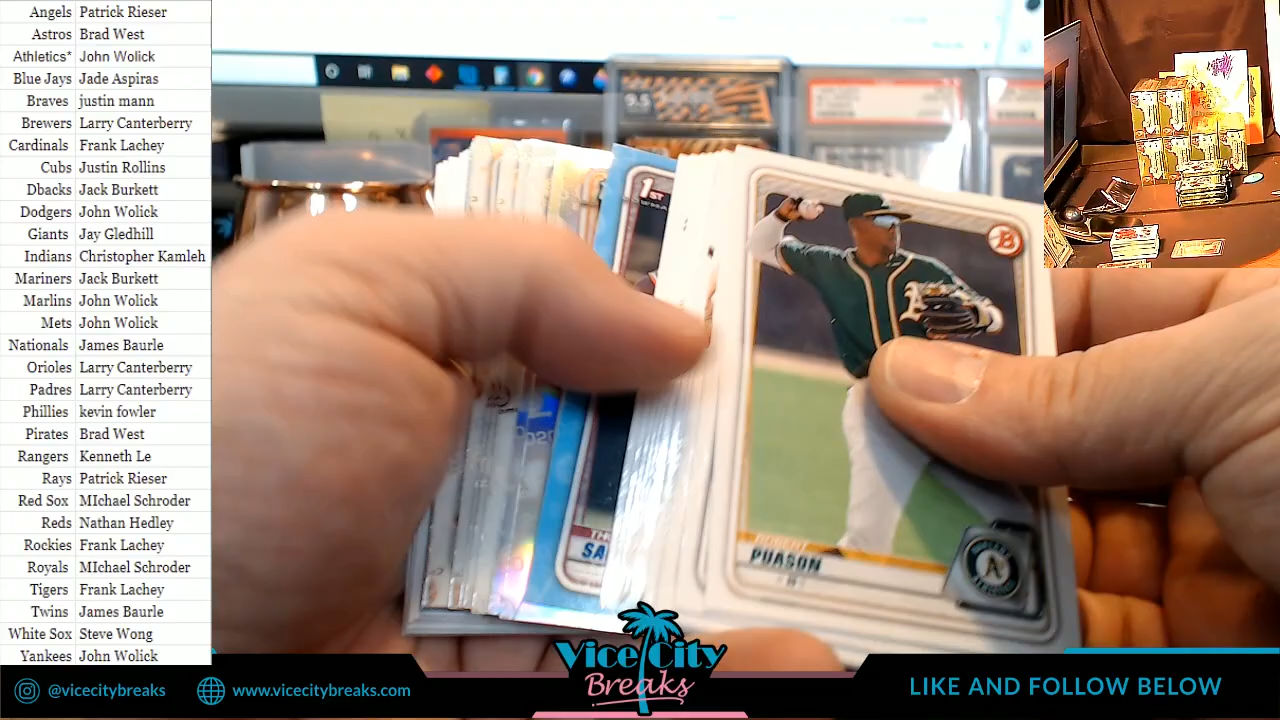 Angels Patrick Rieser
Astros Brad West
Athletics* John Wolick
Blue Jays Jade Aspiras
Braves justin mann
Brewers Larry Canterberry
Cardinals Frank Lachey
Cubs Justin Rollins
Dbacks Jack Burkett
Dodgers John Wolick
Giants Jay Gledhill
Indians Christopher Kamleh
Mariners Jack Burkett
Marlins John Wolick
Mets John Wolick
Nationals James Baurle
Orioles Larry Canterberry
Padres Larry Canterberry
Phillies kevin fowler
Pirates Brad West
Rangers Kenneth Le
Rays Patrick Rieser
Red Sox MIchael Schroder
Reds Nathan Hedley
Rockies Frank Lachey
Royals MIchael Schroder
Tigers Frank Lachey
Twins James Baurle
White Sox Steve Wong
Yankees John Wolick
9.5
1ST
B
PUASON
A
SA
@vicecitybreaks
www.vicecitybreaks.com
Vice City
Breaks
LIKE AND FOLLOW BELOW